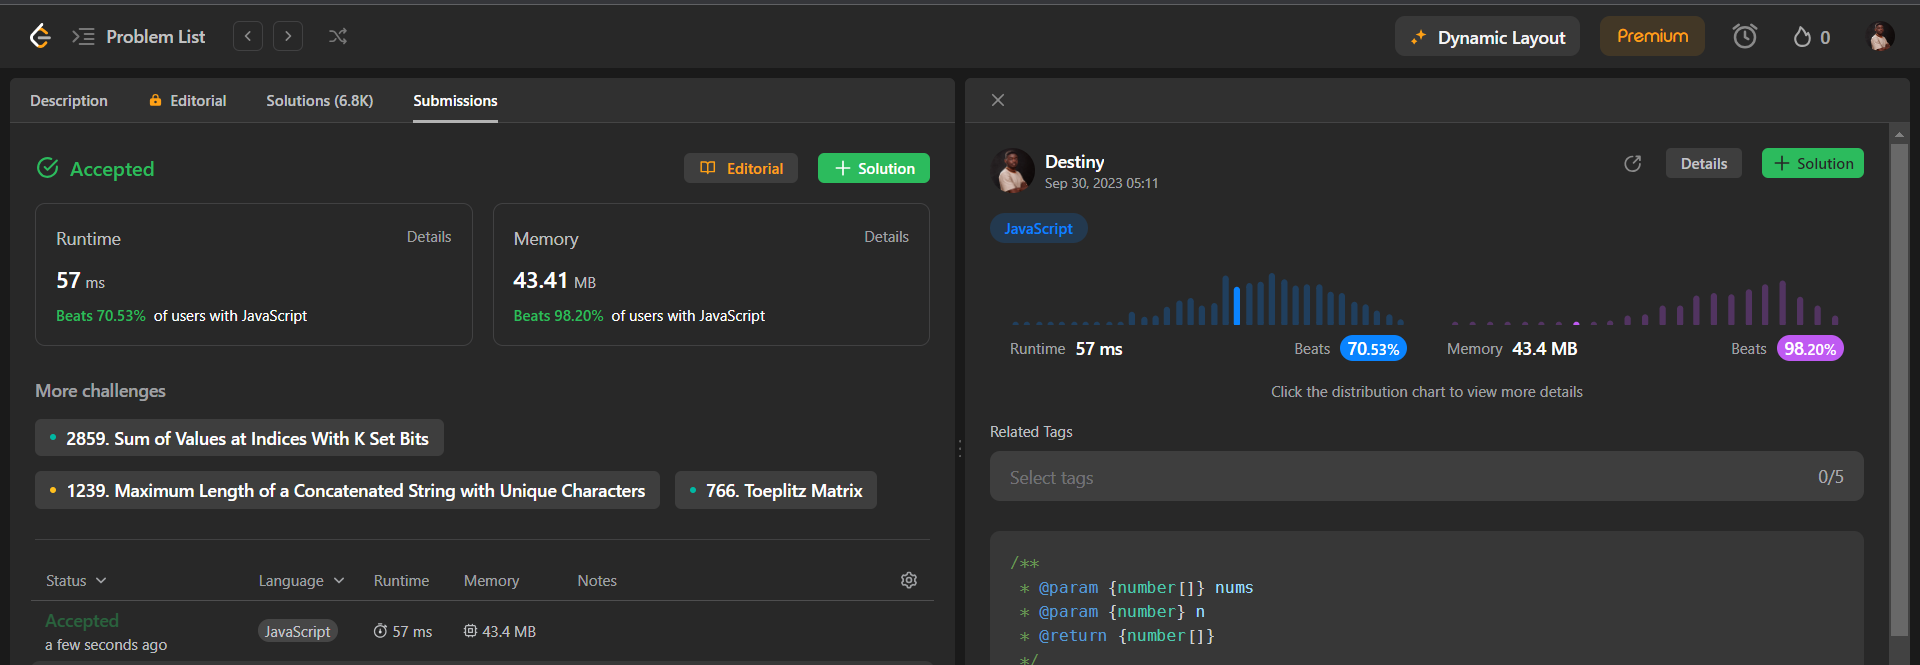 Problem List
Dynamic Layout
Premium
0
Description
Editorial
Solutions (6.8K)
Submissions
Accepted
Editorial
Solution
Runtime
Details
57 ms
Beats 70.53% of users with JavaScript
Memory
Details
43.41 MB
Beats 98.20% of users with JavaScript
More challenges
2859. Sum of Values at Indices With K Set Bits
1239. Maximum Length of a Concatenated String with Unique Characters
766. Toeplitz Matrix
Status Language Runtime Memory Notes
Accepted
a few seconds ago
JavaScript
57 ms
43.4 MB
Destiny
Sep 30, 2023 05:11
Details
Solution
JavaScript
Runtime 57 ms
Beats 70.53%
Memory 43.4 MB
Beats 98.20%
Click the distribution chart to view more details
Related Tags
Select tags
0/5
/**
* @param {number[]} nums
* @param {number} n
* @return {number[]}
*/